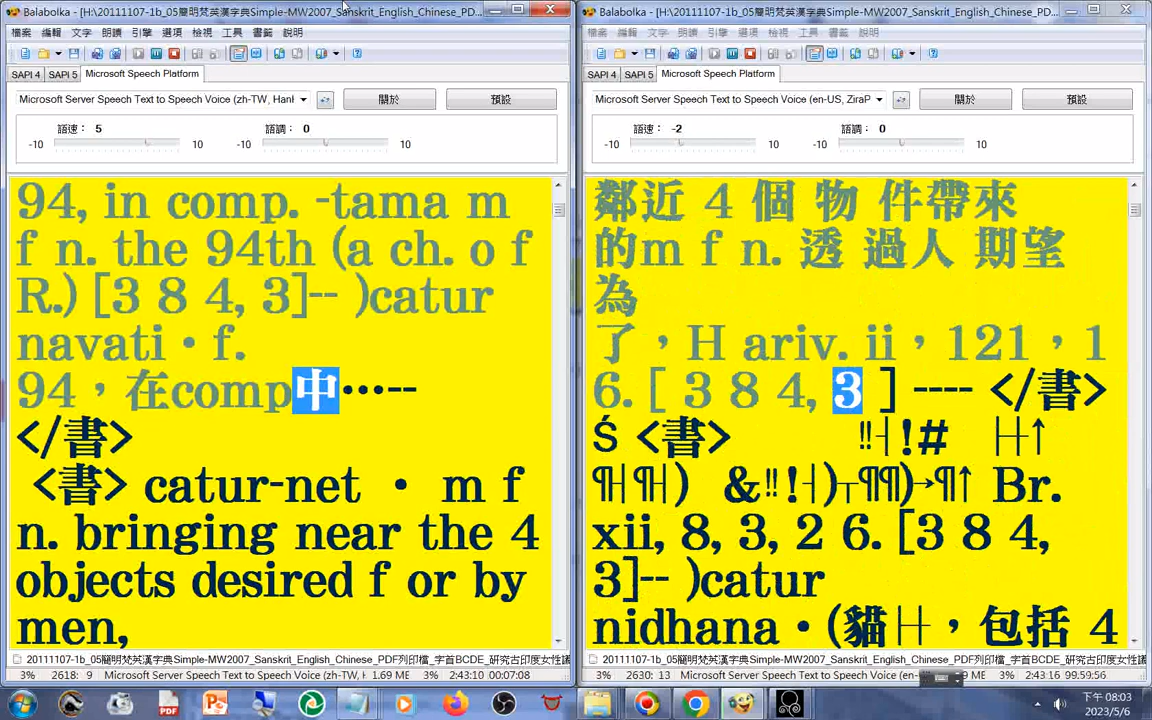 Balabolka - [H:\20111107-1b_05簡明梵英漢字典Simple-MW2007_Sanskrit_English_Chinese_PD...
檔案 編輯 文字 朗讀 引擎 選項 檢視 工具 書籤 說明
SAPI 4 SAPI 5 Microsoft Speech Platform
Microsoft Server Speech Text to Speech Voice (zh-TW, Hanl 關於 預設
語速： 5 語調： 0
-10 10 -10 10
94, in comp. -tama m
f n. the 94th (a ch. o f
R.) [3 8 4, 3]-- )catur
navati • f.
94，在comp中…--
</書>
<書> catur-net • m f
n. bringing near the 4
objects desired f or by
men,
20111107-1b_05簡明梵英漢字典Simple-MW2007_Sanskrit_English_Chinese_PDF列印檔_字首BCDE_研究古印度女性議
3% 2618: 9 Microsoft Server Speech Text to Speech Voice (zh-TW, H 1.69 MB 2:43:10 00:07:08
Balabolka - [H:\20111107-1b_05簡明梵英漢字典Simple-MW2007_Sanskrit_English_Chinese_PD...
檔案 編輯 文字 朗讀 引擎 選項 檢視 工具 書籤 說明
SAPI 4 SAPI 5 Microsoft Speech Platform
Microsoft Server Speech Text to Speech Voice (en-US, ZiraP 關於 預設
語速： -2 語調： 0
-10 10 -10 10
鄰近 4 個 物 件帶來
的m f n. 透 過人 期望
為
了，H ariv. ii，121，1
6. [ 3 8 4, 3 ] ---- </書>
Ś <書> ‼┤!# ├┼↑
¶┤¶┤) &‼!┤)┬¶¶)→¶↑ Br.
xii, 8, 3, 2 6. [3 8 4,
3]-- )catur
nidhana • (貓├┼，包括 4
20111107-1b_05簡明梵英漢字典Simple-MW2007_Sanskrit_English_Chinese_PDF列印檔_字首BCDE_研究古印度女性議
3% 2630: 13 Microsoft Server Speech Text to Speech Voice (en-US 39 MB 2:43:16 99:59:56
下午 08:03
2023/5/6